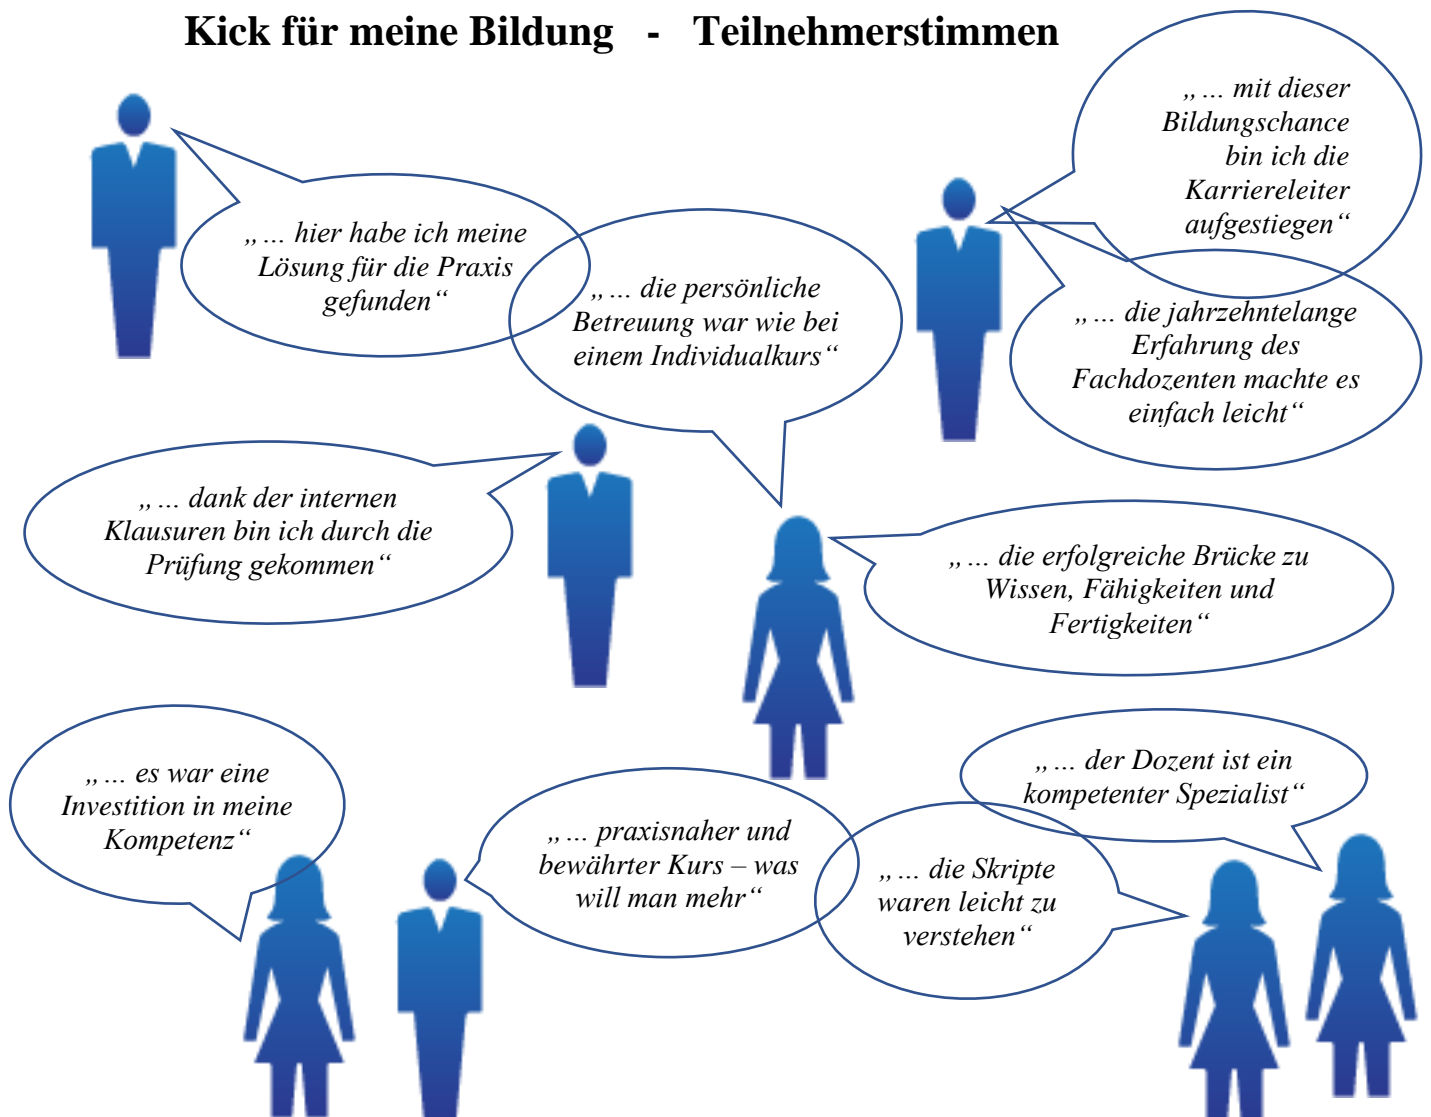 Kick für meine Bildung - Teilnehmerstimmen
„… mit dieser
Bildungschance
bin ich die
Karriereleiter
aufgestiegen“
„… hier habe ich meine
Lösung für die Praxis
gefunden“
„… die persönliche
Betreuung war wie bei
einem Individualkurs“
„… die jahrzehntelange
Erfahrung des
Fachdozenten machte es
einfach leicht“
„… dank der internen
Klausuren bin ich durch die
Prüfung gekommen“
„… die erfolgreiche Brücke zu
Wissen, Fähigkeiten und
Fertigkeiten“
„… es war eine
Investition in meine
Kompetenz“
„… praxisnaher und
bewährter Kurs – was
will man mehr“
„… der Dozent ist ein
kompetenter Spezialist“
„… die Skripte
waren leicht zu
verstehen“